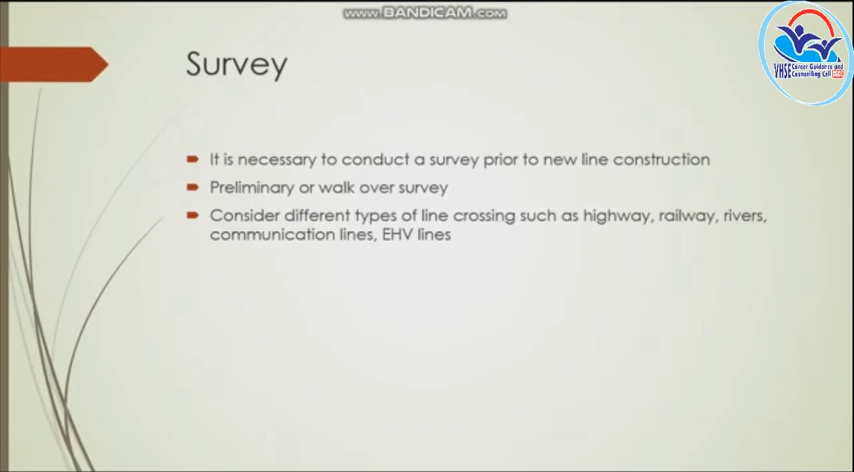 www.BANDICAM.com
VHSE Career Guidance and
Counselling Cell
Survey
It is necessary to conduct a survey prior to new line construction
Preliminary or walk over survey
Consider different types of line crossing such as highway, railway, rivers,
communication lines, EHV lines